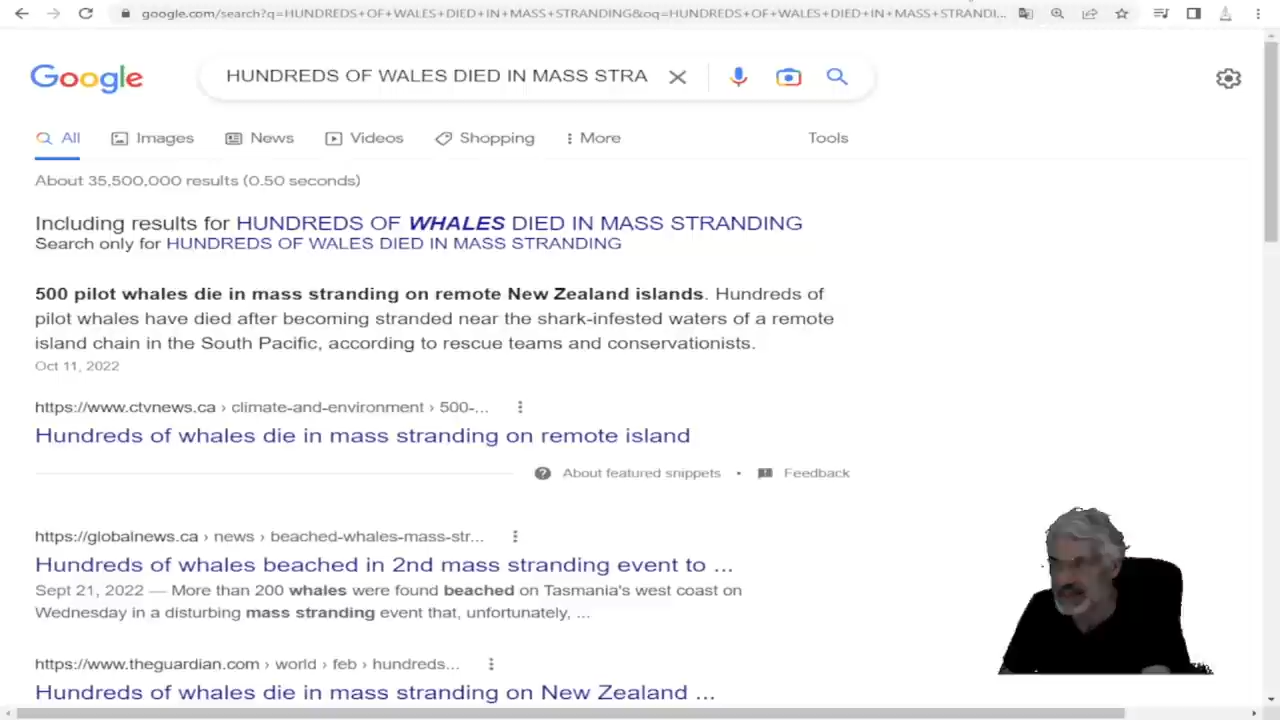 google.com/search?q=HUNDREDS+OF+WALES+DIED+IN+MASS+STRANDING&oq=HUNDREDS+OF+WALES+DIED+IN+MASS+STRANDI...
Google
HUNDREDS OF WALES DIED IN MASS STRA
All Images News Videos Shopping More Tools
About 35,500,000 results (0.50 seconds)
Including results for HUNDREDS OF WHALES DIED IN MASS STRANDING
Search only for HUNDREDS OF WALES DIED IN MASS STRANDING
500 pilot whales die in mass stranding on remote New Zealand islands. Hundreds of
pilot whales have died after becoming stranded near the shark-infested waters of a remote
island chain in the South Pacific, according to rescue teams and conservationists.
Oct 11, 2022
https://www.ctvnews.ca › climate-and-environment › 500-...
Hundreds of whales die in mass stranding on remote island
About featured snippets • Feedback
https://globalnews.ca › news › beached-whales-mass-str...
Hundreds of whales beached in 2nd mass stranding event to ...
Sept 21, 2022 — More than 200 whales were found beached on Tasmania's west coast on
Wednesday in a disturbing mass stranding event that, unfortunately, ...
https://www.theguardian.com › world › feb › hundreds...
Hundreds of whales die in mass stranding on New Zealand ...